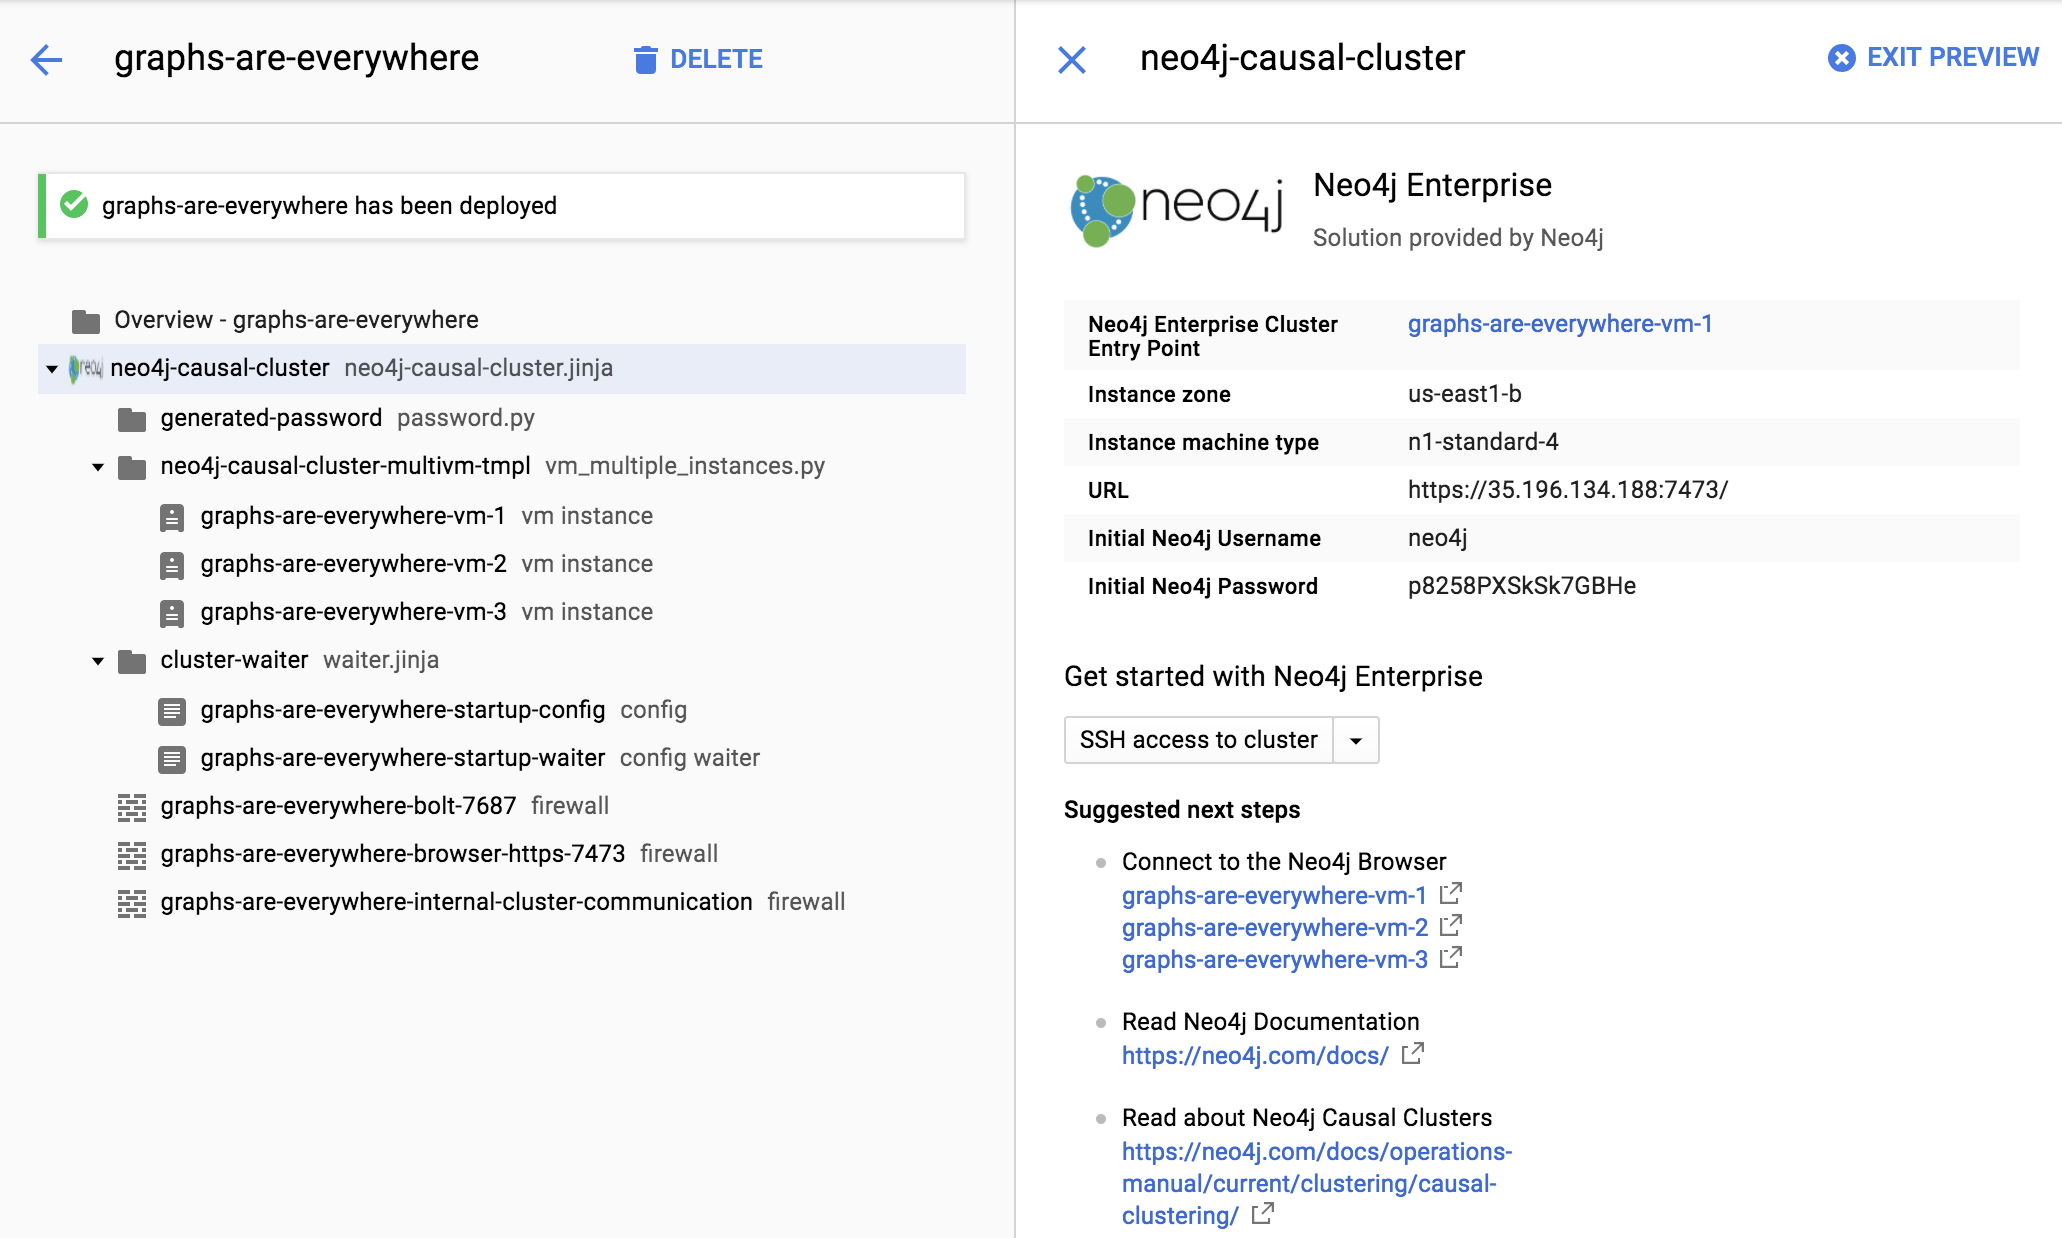 graphs-are-everywhere
DELETE
graphs-are-everywhere has been deployed
Overview - graphs-are-everywhere
neo4j neo4j-causal-cluster neo4j-causal-cluster.jinja
generated-password password.py
neo4j-causal-cluster-multivm-tmpl vm_multiple_instances.py
graphs-are-everywhere-vm-1 vm instance
graphs-are-everywhere-vm-2 vm instance
graphs-are-everywhere-vm-3 vm instance
cluster-waiter waiter.jinja
graphs-are-everywhere-startup-config config
graphs-are-everywhere-startup-waiter config waiter
graphs-are-everywhere-bolt-7687 firewall
graphs-are-everywhere-browser-https-7473 firewall
graphs-are-everywhere-internal-cluster-communication firewall
neo4j-causal-cluster
EXIT PREVIEW
neo4j
Neo4j Enterprise
Solution provided by Neo4j
Neo4j Enterprise Cluster
Entry Point
graphs-are-everywhere-vm-1
Instance zone us-east1-b
Instance machine type n1-standard-4
URL https://35.196.134.188:7473/
Initial Neo4j Username neo4j
Initial Neo4j Password p8258PXSkSk7GBHe
Get started with Neo4j Enterprise
SSH access to cluster
Suggested next steps
Connect to the Neo4j Browser
graphs-are-everywhere-vm-1
graphs-are-everywhere-vm-2
graphs-are-everywhere-vm-3
Read Neo4j Documentation
https://neo4j.com/docs/
Read about Neo4j Causal Clusters
https://neo4j.com/docs/operations-
manual/current/clustering/causal-
clustering/